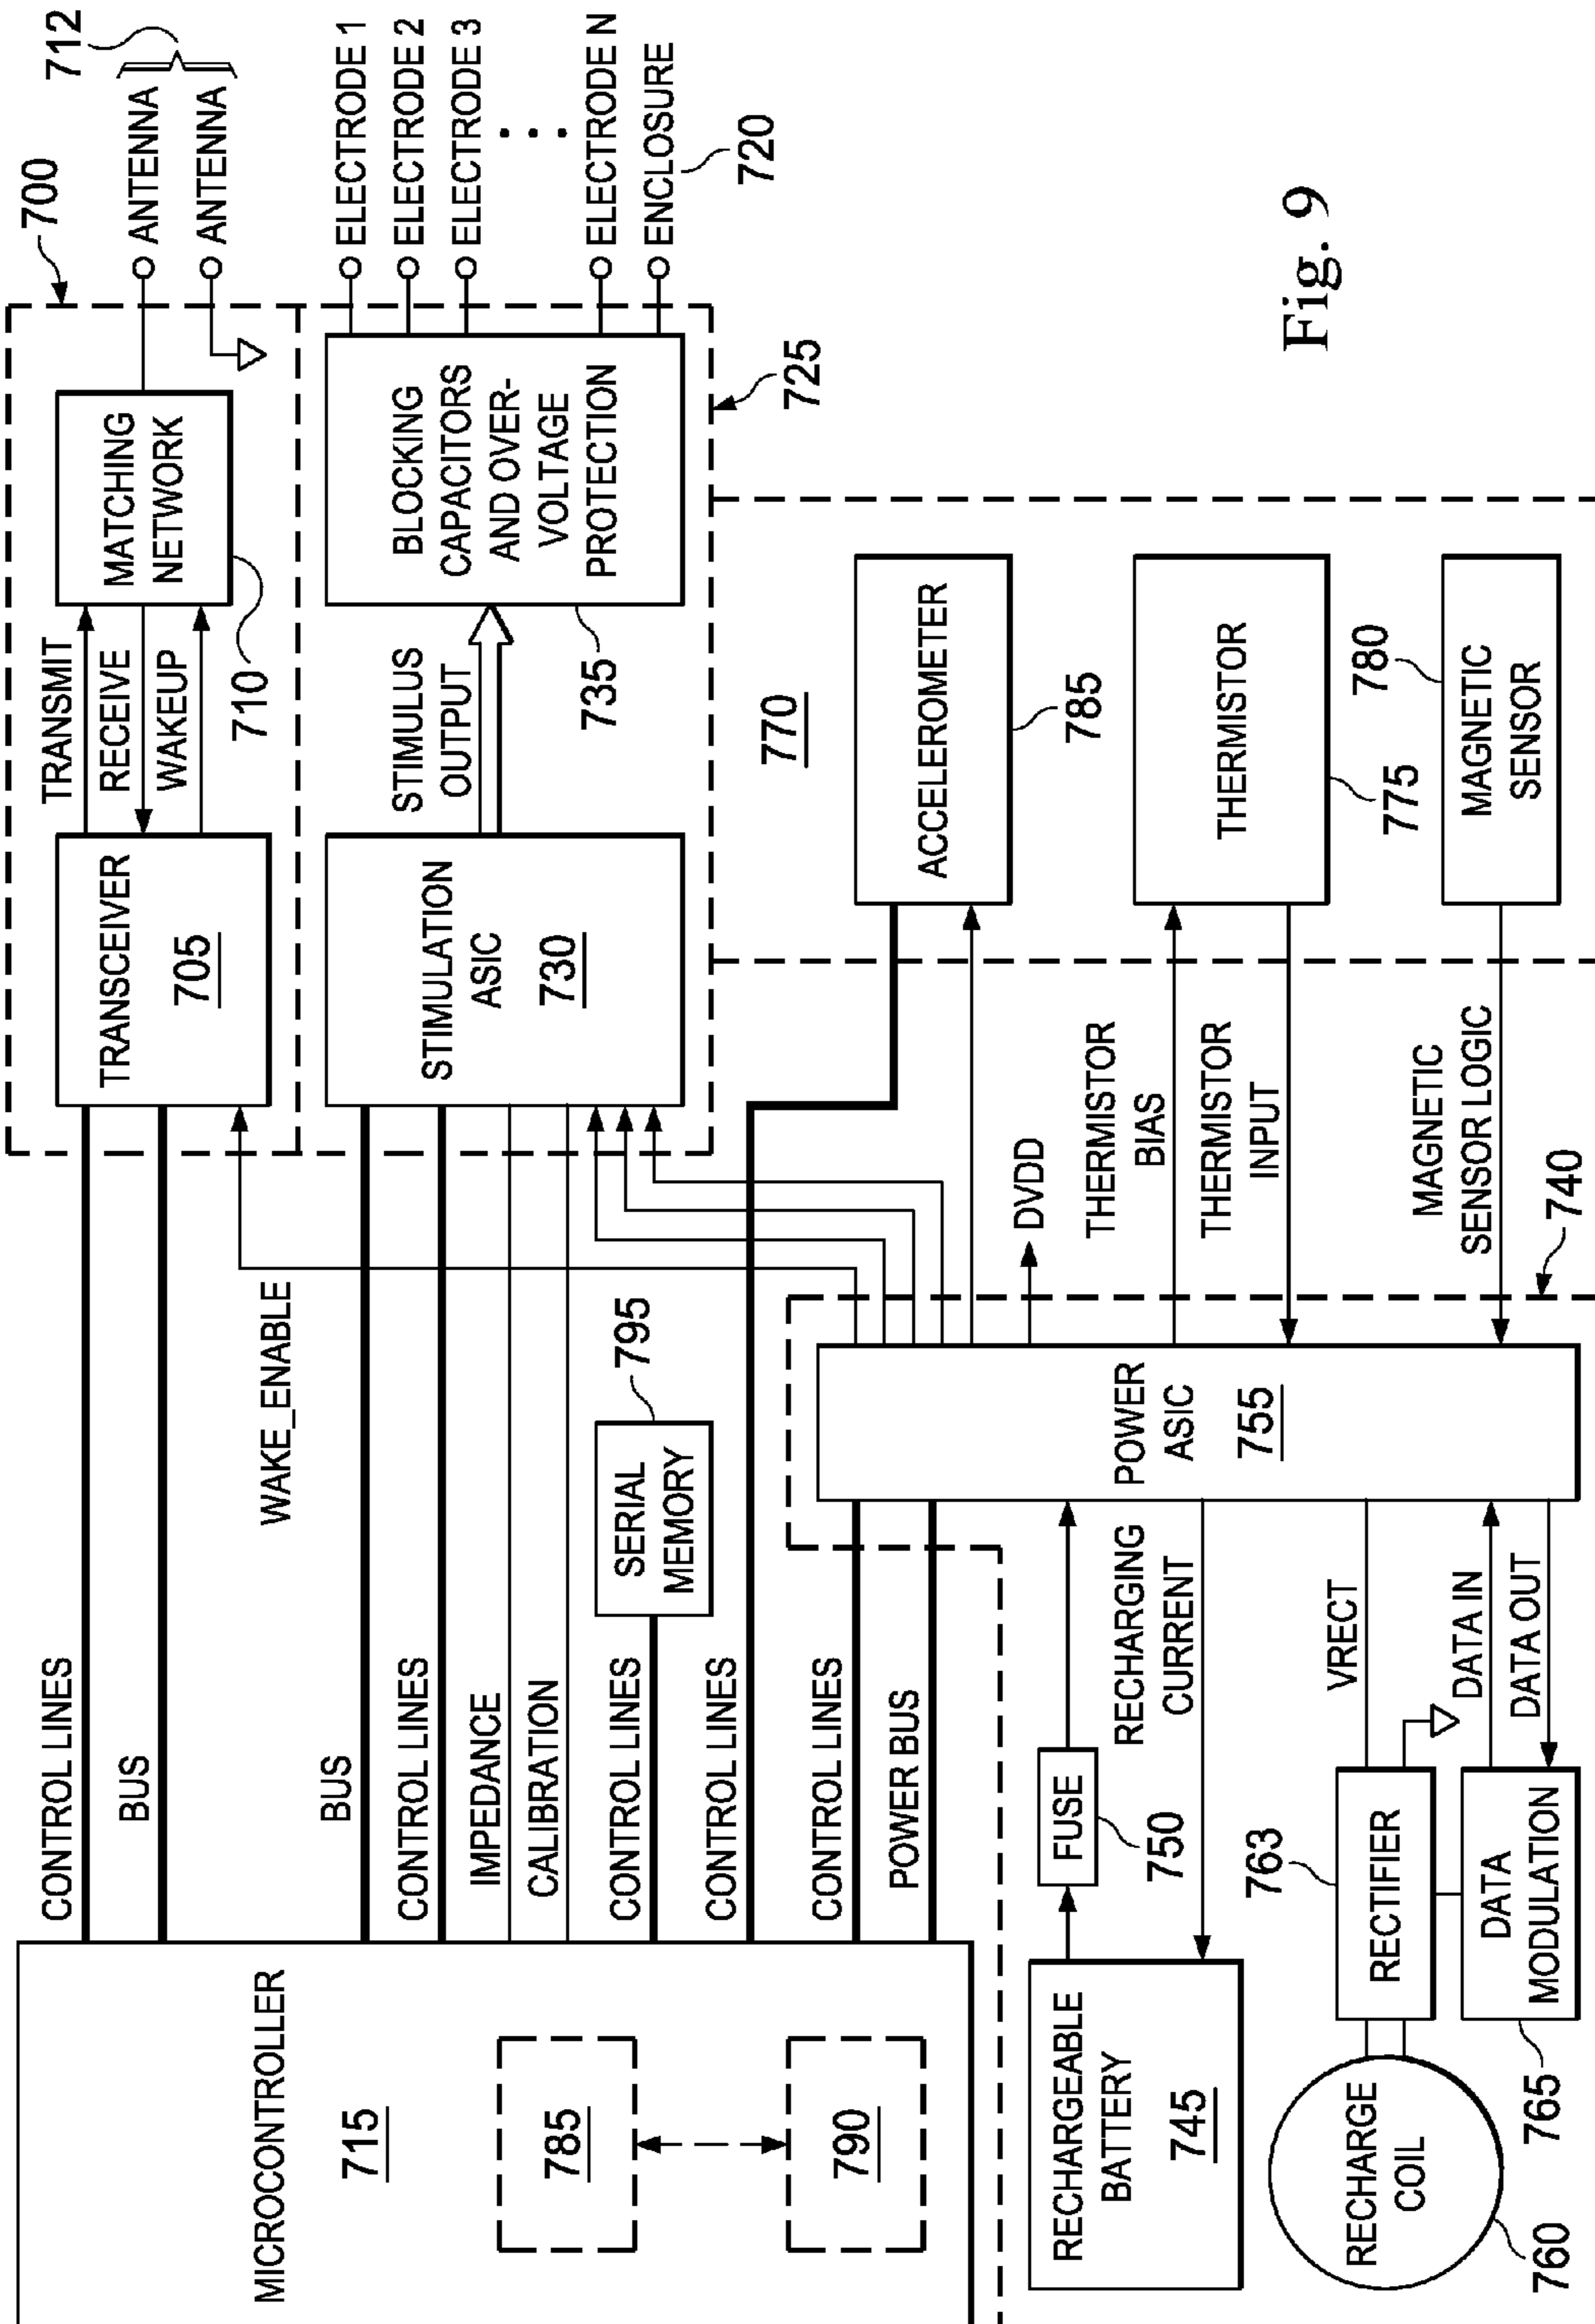 700
712
ANTENNA
ANTENNA
MATCHING
NETWORK
710
TRANSMIT
RECEIVE
WAKEUP
TRANSCEIVER
705
CONTROL LINES
BUS
WAKE_ENABLE
MICROCONTROLLER
715
785
790
BUS
CONTROL LINES
IMPEDANCE
CALIBRATION
CONTROL LINES
SERIAL
MEMORY
795
CONTROL LINES
CONTROL LINES
POWER BUS
STIMULATION
ASIC
730
STIMULUS
OUTPUT
BLOCKING
CAPACITORS
AND OVER-
VOLTAGE
PROTECTION
735
725
ELECTRODE 1
ELECTRODE 2
ELECTRODE 3
ELECTRODE N
ENCLOSURE
720
770
ACCELEROMETER
785
THERMISTOR
775
780
MAGNETIC
SENSOR
DVDD
THERMISTOR
BIAS
THERMISTOR
INPUT
MAGNETIC
SENSOR LOGIC
740
POWER
ASIC
755
FUSE
750
RECHARGING
CURRENT
RECHARGEABLE
BATTERY
745
VRECT
DATA IN
DATA OUT
763
RECTIFIER
DATA
MODULATION
765
RECHARGE
COIL
760
Fig. 9